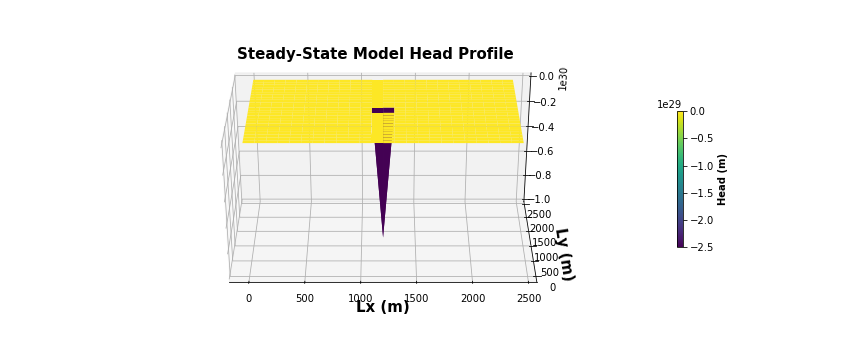 Steady-State Model Head Profile
1e30
0.0
−0.2
−0.4
−0.6
−0.8
−1.0
2500
2000
1500
1000
500
0
Ly (m)
0 500 1000 1500 2000 2500
Lx (m)
1e29
0.0
−0.5
−1.0
−1.5
−2.0
−2.5
Head (m)